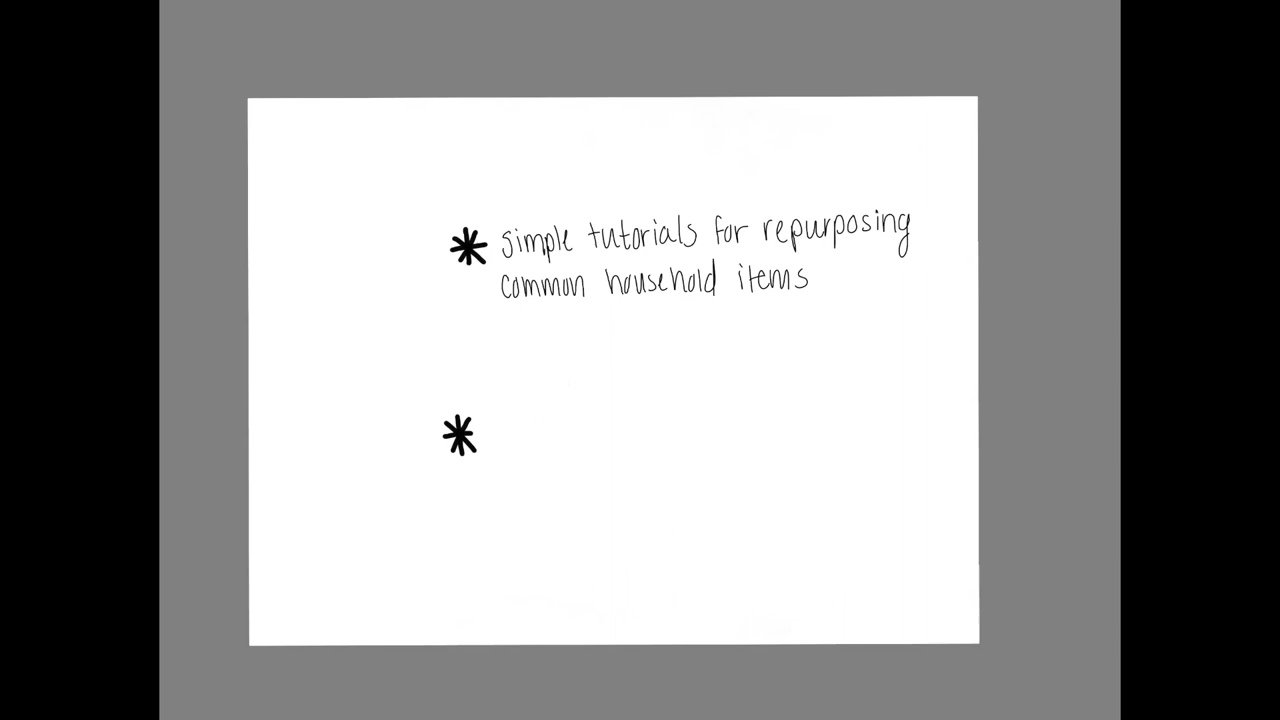 * simple tutorials for repurposing
common household items
*